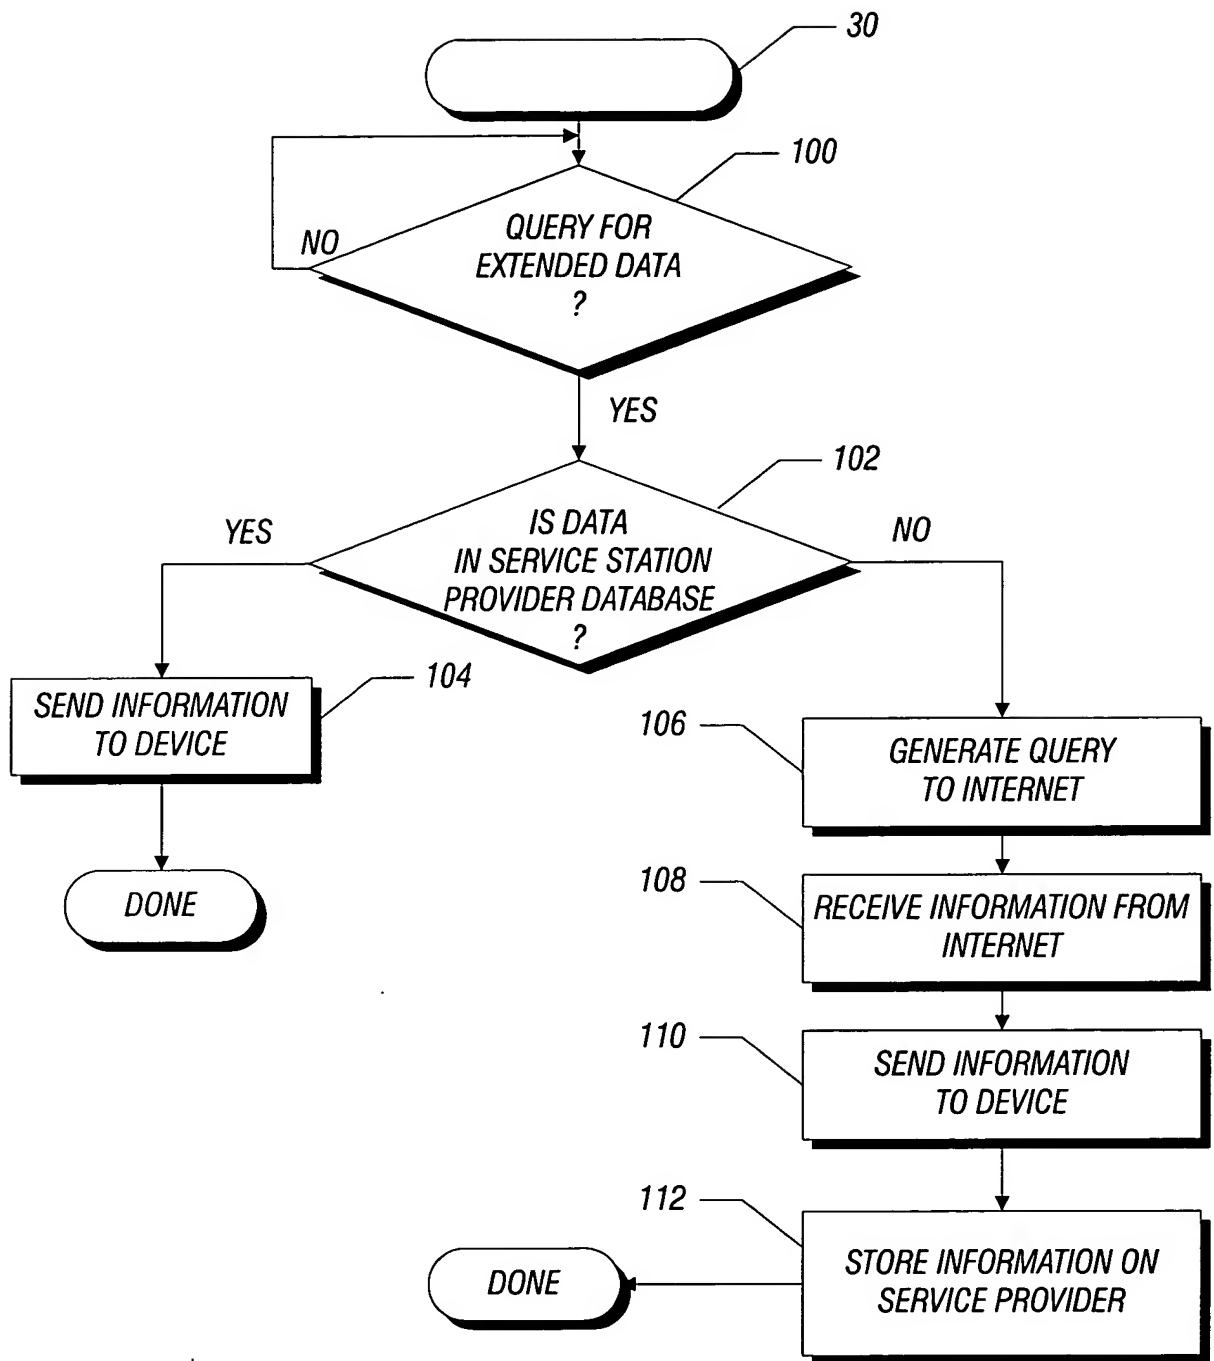 30
100
QUERY FOR
EXTENDED DATA
?
NO
YES
102
IS DATA
IN SERVICE STATION
PROVIDER DATABASE
?
YES
NO
104
SEND INFORMATION
TO DEVICE
DONE
106
GENERATE QUERY
TO INTERNET
108
RECEIVE INFORMATION FROM
INTERNET
110
SEND INFORMATION
TO DEVICE
112
STORE INFORMATION ON
SERVICE PROVIDER
DONE